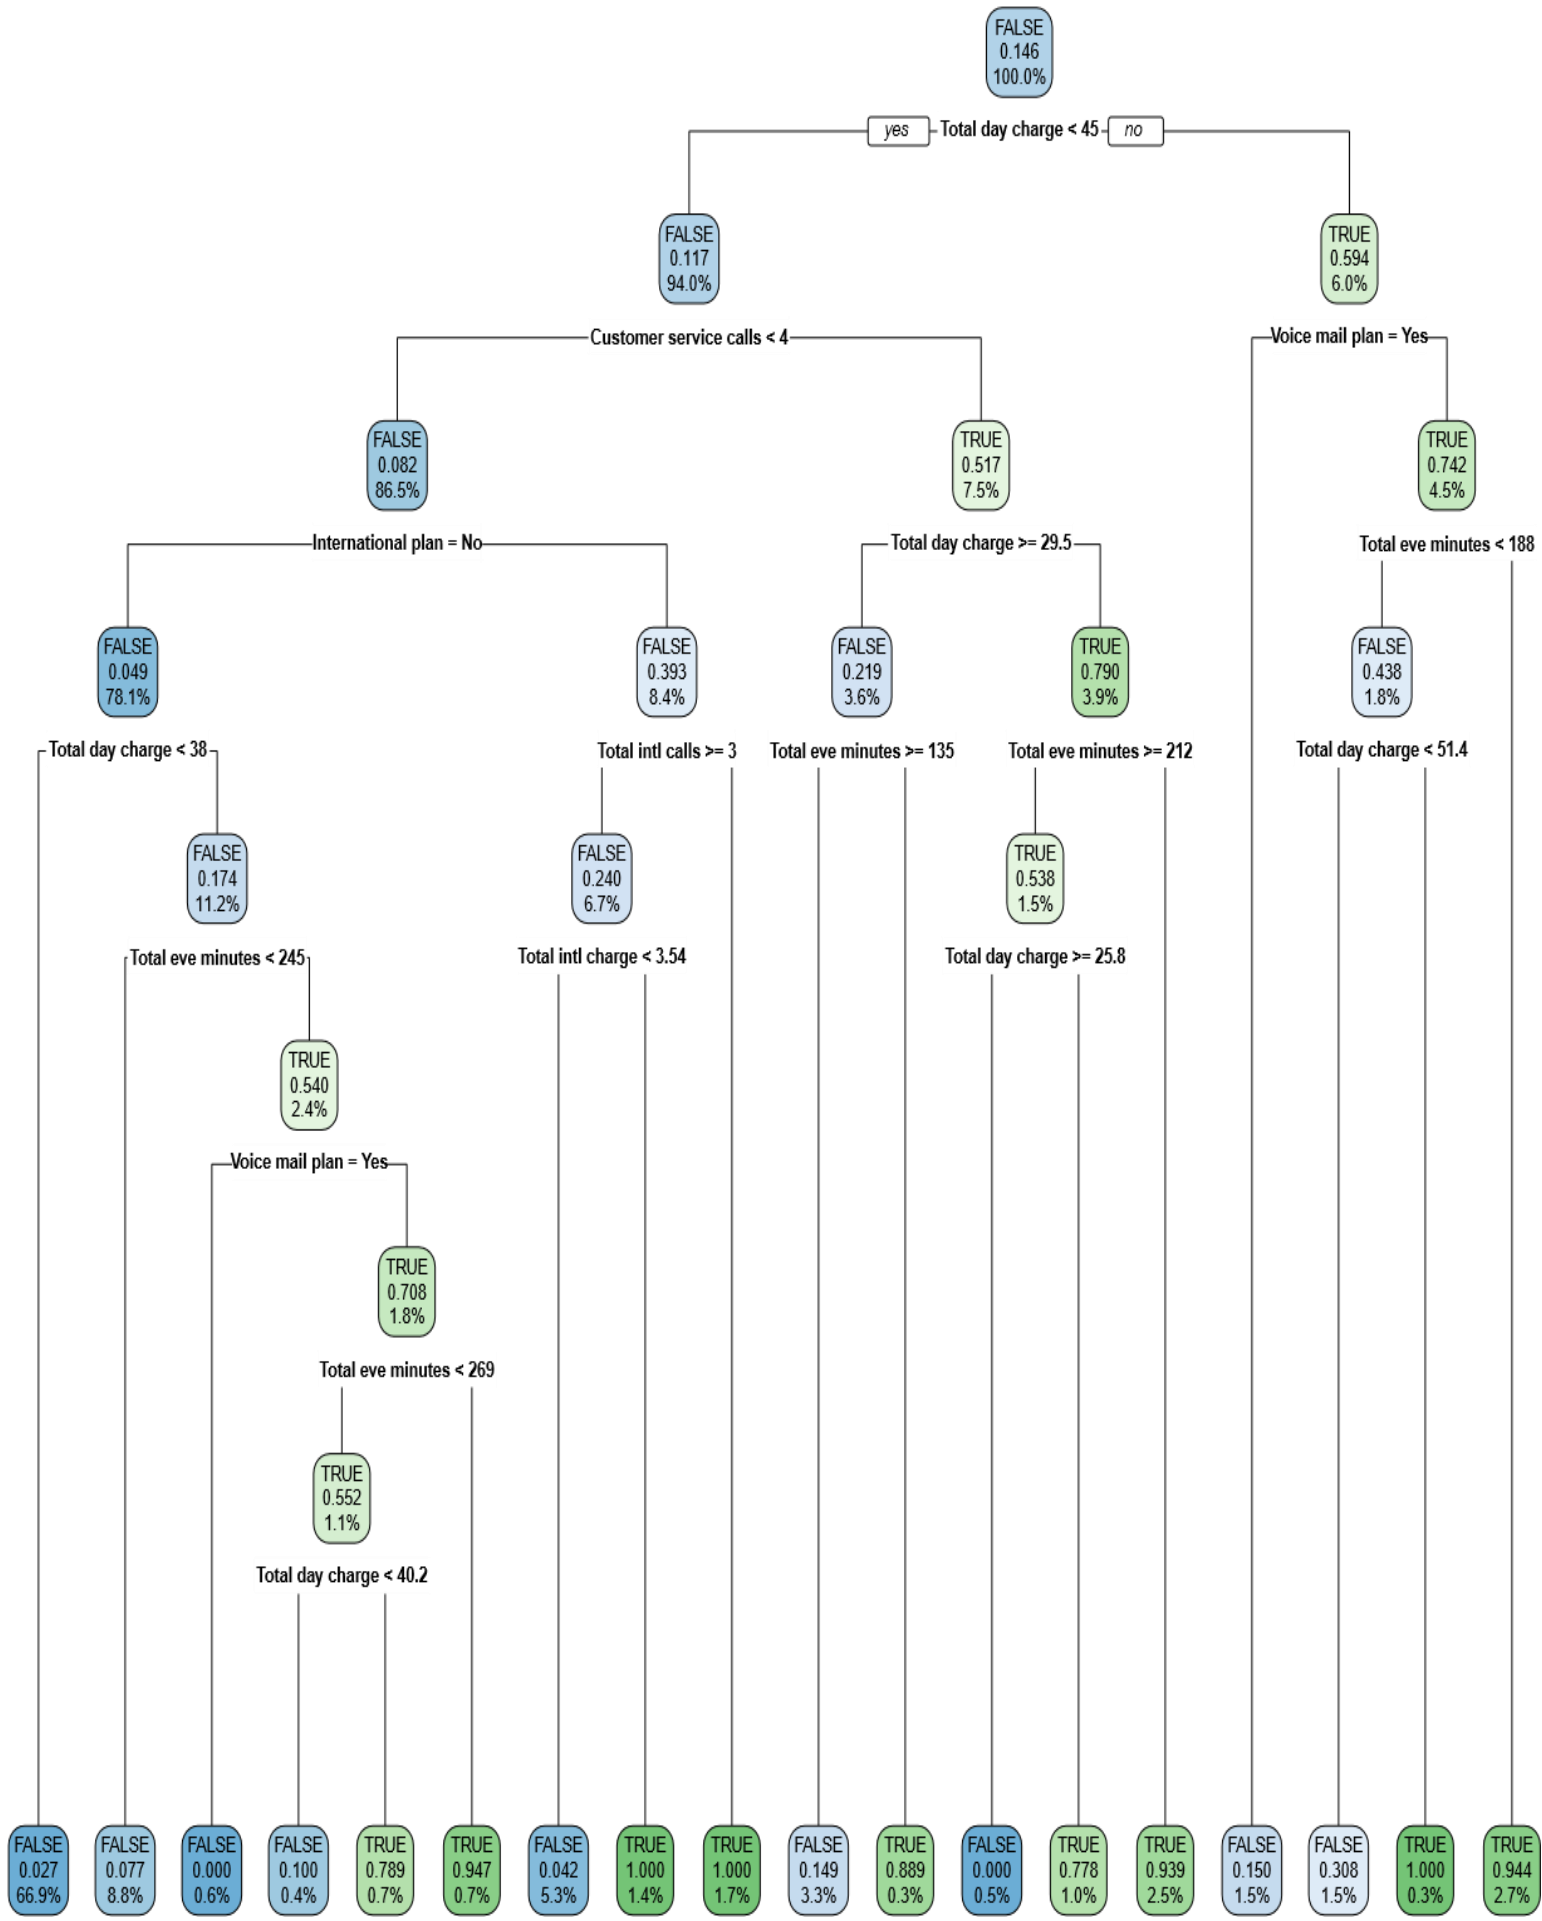 FALSE
0.146
100.0%
yes
Total day charge < 45
no
FALSE
0.117
94.0%
TRUE
0.594
6.0%
Customer service calls < 4
Voice mail plan = Yes
FALSE
0.082
86.5%
TRUE
0.517
7.5%
TRUE
0.742
4.5%
International plan = No
Total day charge >= 29.5
Total eve minutes < 188
FALSE
0.049
78.1%
FALSE
0.393
8.4%
FALSE
0.219
3.6%
TRUE
0.790
3.9%
FALSE
0.438
1.8%
Total day charge < 38
Total intl calls >= 3
Total eve minutes >= 135
Total eve minutes >= 212
Total day charge < 51.4
FALSE
0.174
11.2%
FALSE
0.240
6.7%
TRUE
0.538
1.5%
Total eve minutes < 245
Total intl charge < 3.54
Total day charge >= 25.8
TRUE
0.540
2.4%
Voice mail plan = Yes
TRUE
0.708
1.8%
Total eve minutes < 269
TRUE
0.552
1.1%
Total day charge < 40.2
FALSE
0.027
66.9%
FALSE
0.077
8.8%
FALSE
0.000
0.6%
FALSE
0.100
0.4%
TRUE
0.789
0.7%
TRUE
0.947
0.7%
FALSE
0.042
5.3%
TRUE
1.000
1.4%
TRUE
1.000
1.7%
FALSE
0.149
3.3%
TRUE
0.889
0.3%
FALSE
0.000
0.5%
TRUE
0.778
1.0%
TRUE
0.939
2.5%
FALSE
0.150
1.5%
FALSE
0.308
1.5%
TRUE
1.000
0.3%
TRUE
0.944
2.7%